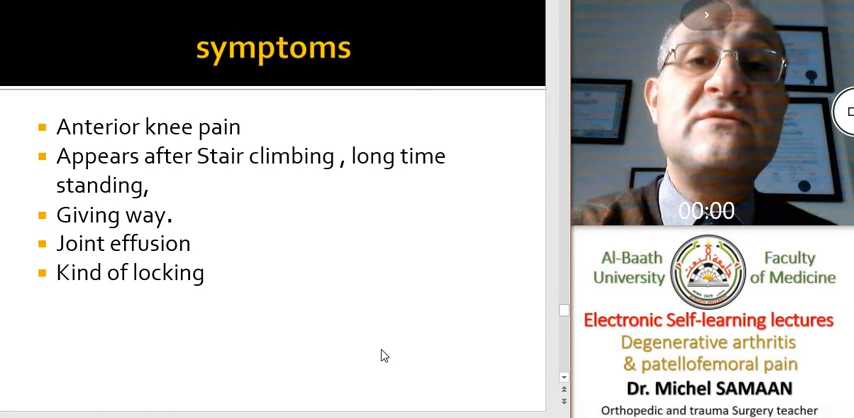 symptoms
Anterior knee pain
Appears after Stair climbing , long time
standing,
Giving way.
Joint effusion
Kind of locking
00:00
Al-Baath
University
Faculty
of Medicine
Electronic Self-learning lectures
Degenerative arthritis
& patellofemoral pain
Dr. Michel SAMAAN
Orthopedic and trauma Surgery teacher